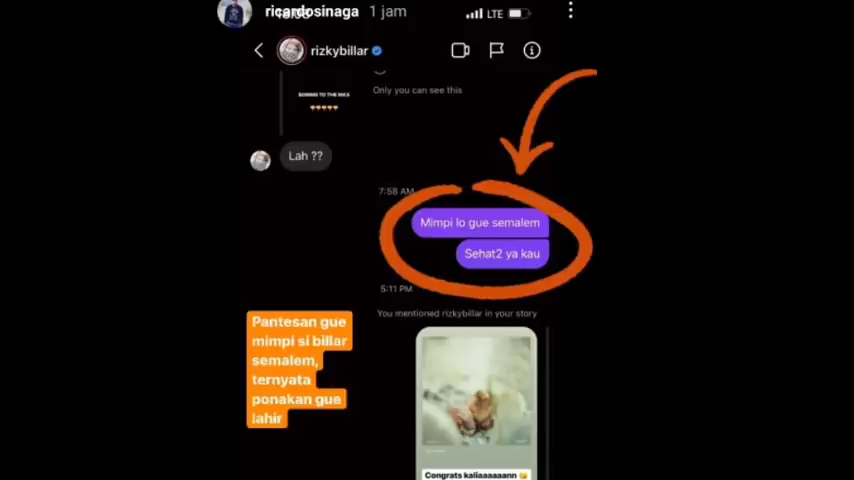 ricardosinaga 1 jam
LTE
rizkybillar
Only you can see this
Lah ??
7:58 AM
Mimpi lo gue semalem
Sehat2 ya kau
5:11 PM
You mentioned rizkybillar in your story
Pantesan gue
mimpi si billar
semalem,
ternyata
ponakan gue
lahir
Congrats kaliaaaaaann 😘